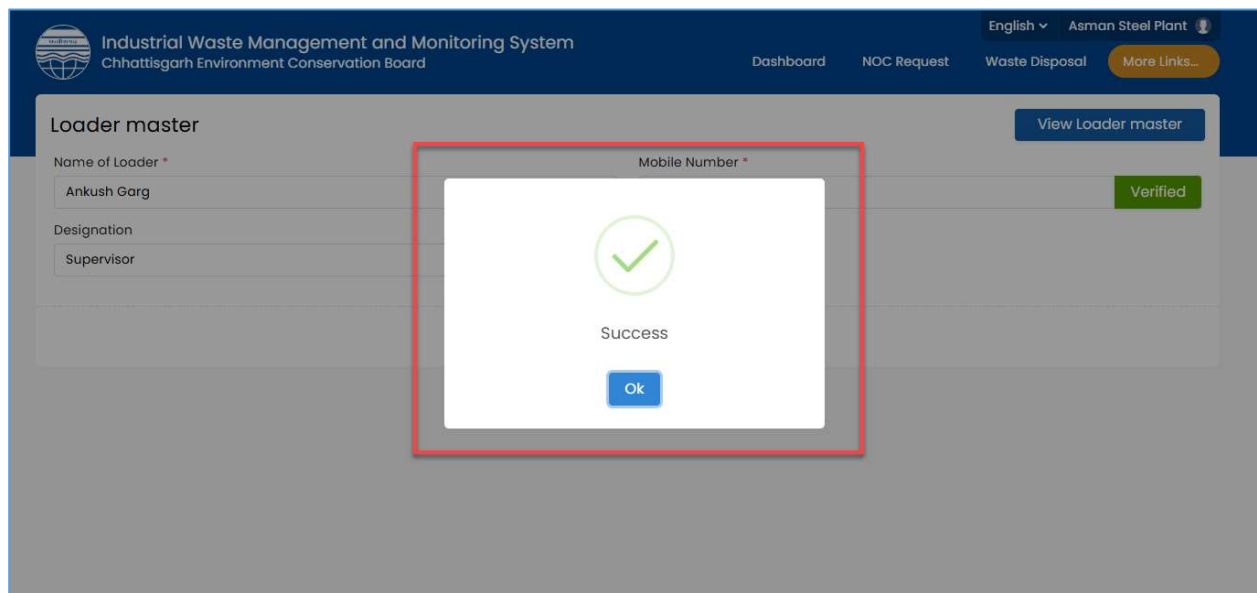 English
Asman Steel Plant
Industrial Waste Management and Monitoring System
Chhattisgarh Environment Conservation Board
Dashboard
NOC Request
Waste Disposal
More Links...
Loader master
View Loader master
Name of Loader *
Mobile Number *
Ankush Garg
Verified
Designation
Supervisor
Success
Ok